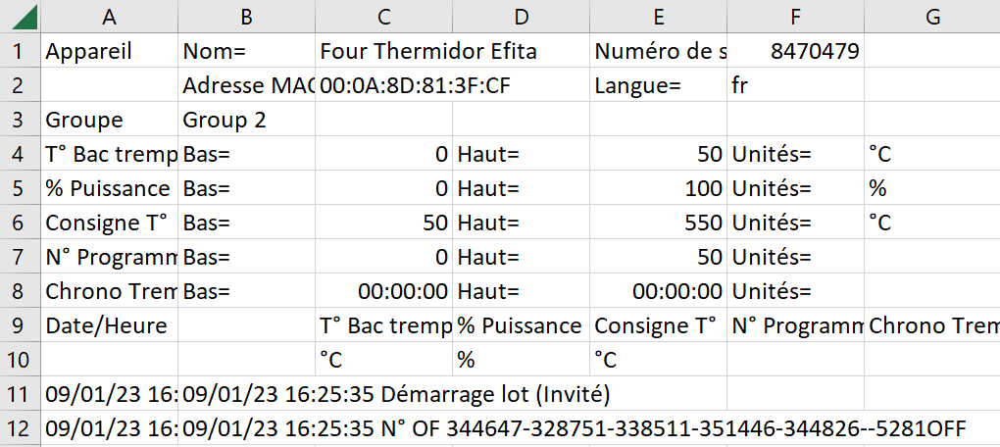 A B C D E F G
1 Appareil Nom= Four Thermidor Efita Numéro de s 8470479
2 Adresse MAC 00:0A:8D:81:3F:CF Langue= fr
3 Groupe Group 2
4 T° Bac tremp Bas= 0 Haut= 50 Unités= °C
5 % Puissance Bas= 0 Haut= 100 Unités= %
6 Consigne T° Bas= 50 Haut= 550 Unités= °C
7 N° Programm Bas= 0 Haut= 50 Unités=
8 Chrono Trem Bas= 00:00:00 Haut= 00:00:00 Unités=
9 Date/Heure T° Bac tremp % Puissance Consigne T° N° Programm Chrono Trem
10 °C % °C
11 09/01/23 16: 09/01/23 16:25:35 Démarrage lot (Invité)
12 09/01/23 16: 09/01/23 16:25:35 N° OF 344647-328751-338511-351446-344826--5281OFF